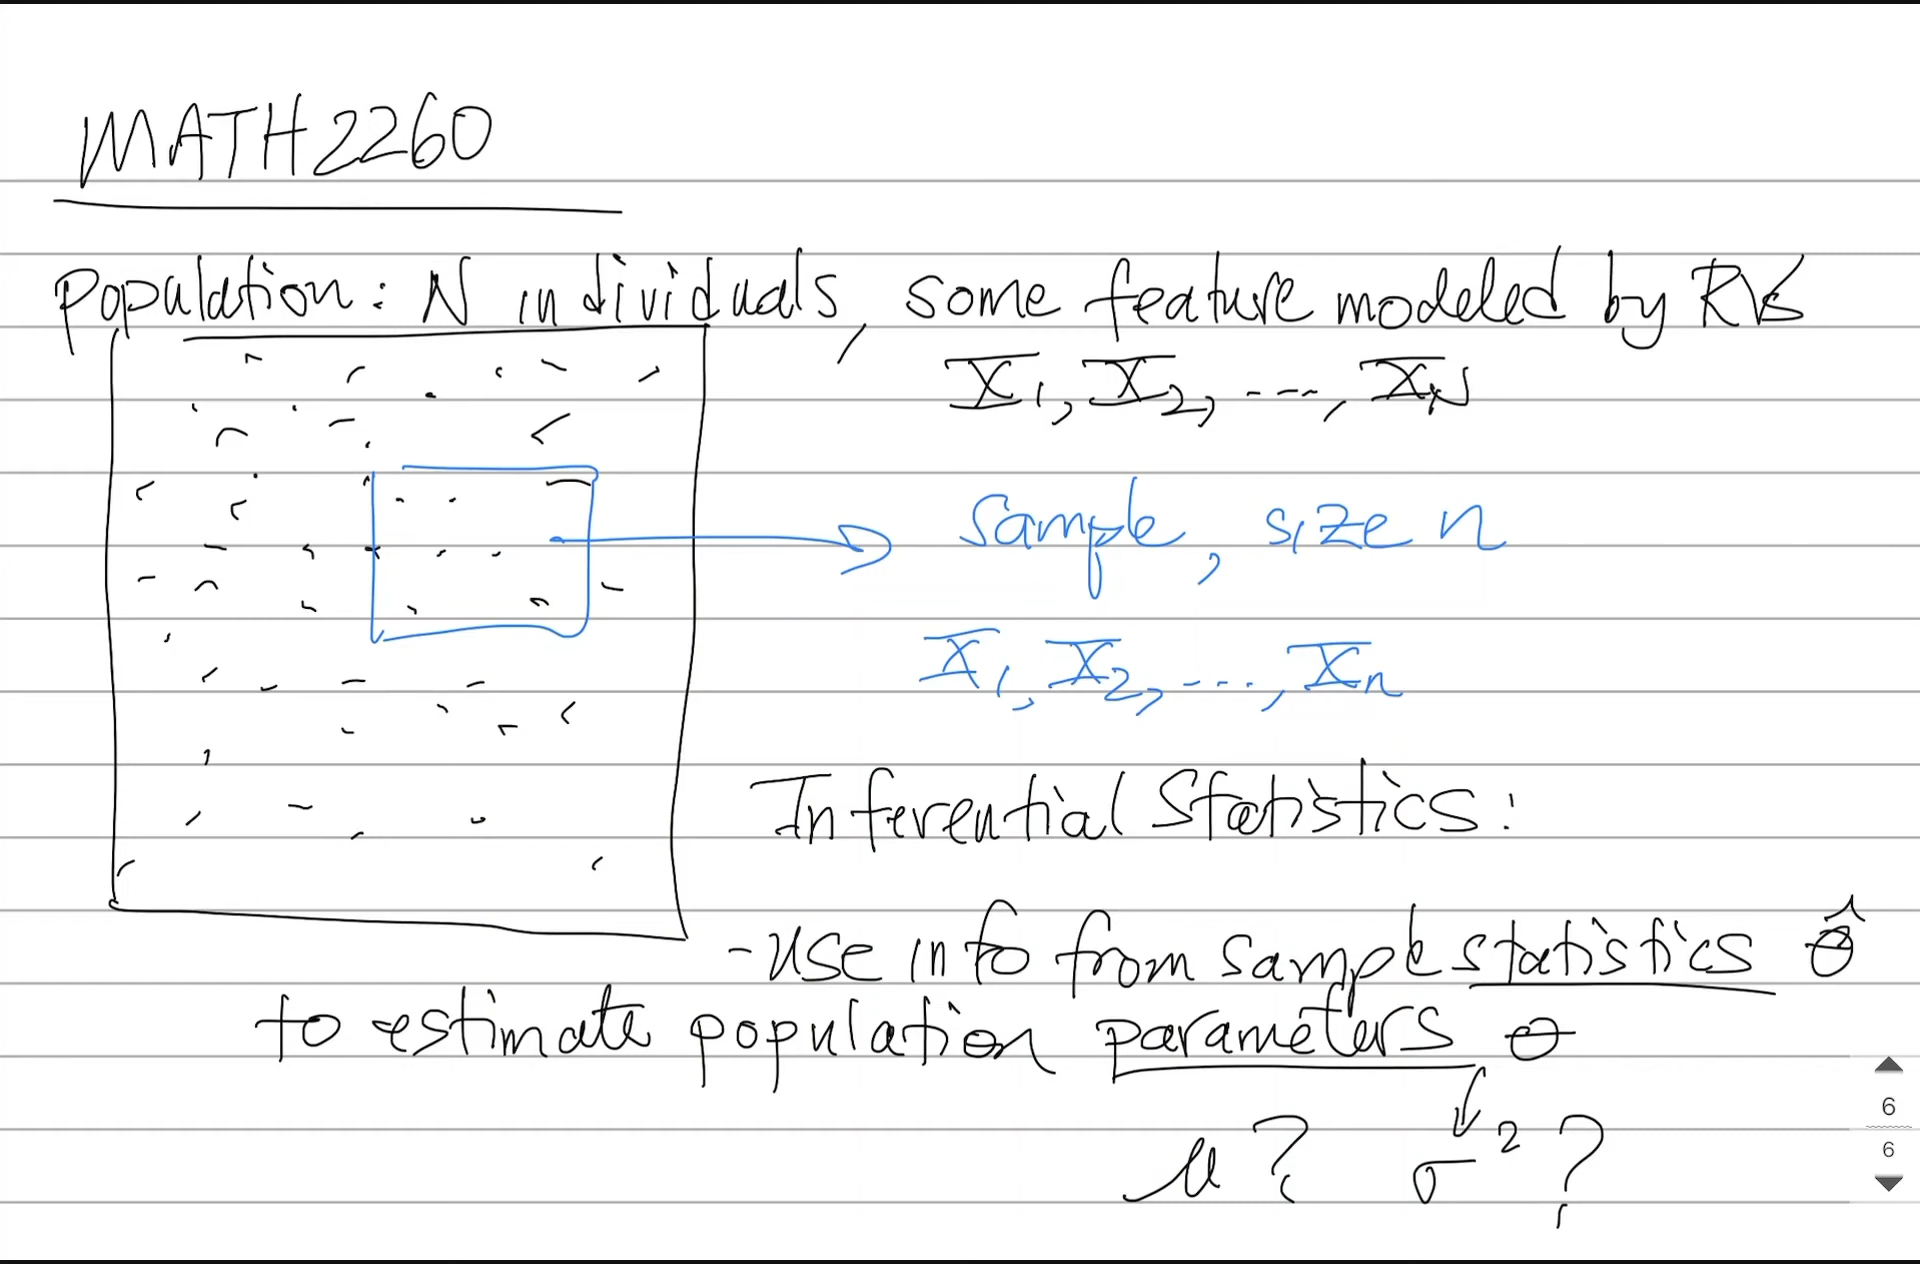 MATH 2260
Population: N individuals, some feature modeled by RVs
X₁, X₂, ..., X_N
Sample, size n
X₁, X₂, ..., Xₙ
Inferential Statistics:
- Use info from sample statistics θ̂
to estimate population parameters θ
μ? σ²?
6
6